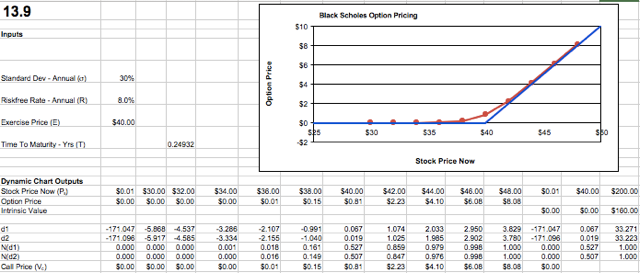 13.9
Inputs
Standard Dev - Annual (σ) 30%
Riskfree Rate - Annual (R) 8.0%
Exercise Price (E) $40.00
Time To Maturity - Yrs (T) 0.24932
Black Scholes Option Pricing
Option Price
$10
$8
$6
$4
$2
$0
-$2
$25 $30 $35 $40 $45 $50
Stock Price Now
Dynamic Chart Outputs
Stock Price Now (P₀) $0.01 $30.00 $32.00 $34.00 $36.00 $38.00 $40.00 $42.00 $44.00 $46.00 $48.00 $0.01 $40.00 $200.00
Option Price $0.00 $0.00 $0.00 $0.00 $0.01 $0.15 $0.81 $2.23 $4.10 $6.08 $8.08
Intrinsic Value $0.00 $0.00 $160.00
d1 -171.047 -5.868 -4.537 -3.286 -2.107 -0.991 0.067 1.074 2.033 2.950 3.829 -171.047 0.067 33.271
d2 -171.096 -5.917 -4.585 -3.334 -2.155 -1.040 0.019 1.025 1.985 2.902 3.780 -171.096 0.019 33.223
N(d1) 0.000 0.000 0.000 0.001 0.018 0.161 0.527 0.859 0.979 0.998 1.000 0.000 0.527 1.000
N(d2) 0.000 0.000 0.000 0.000 0.016 0.149 0.507 0.847 0.976 0.998 1.000 0.000 0.507 1.000
Call Price (V₀) $0.00 $0.00 $0.00 $0.00 $0.01 $0.15 $0.81 $2.23 $4.10 $6.08 $8.08 $0.00